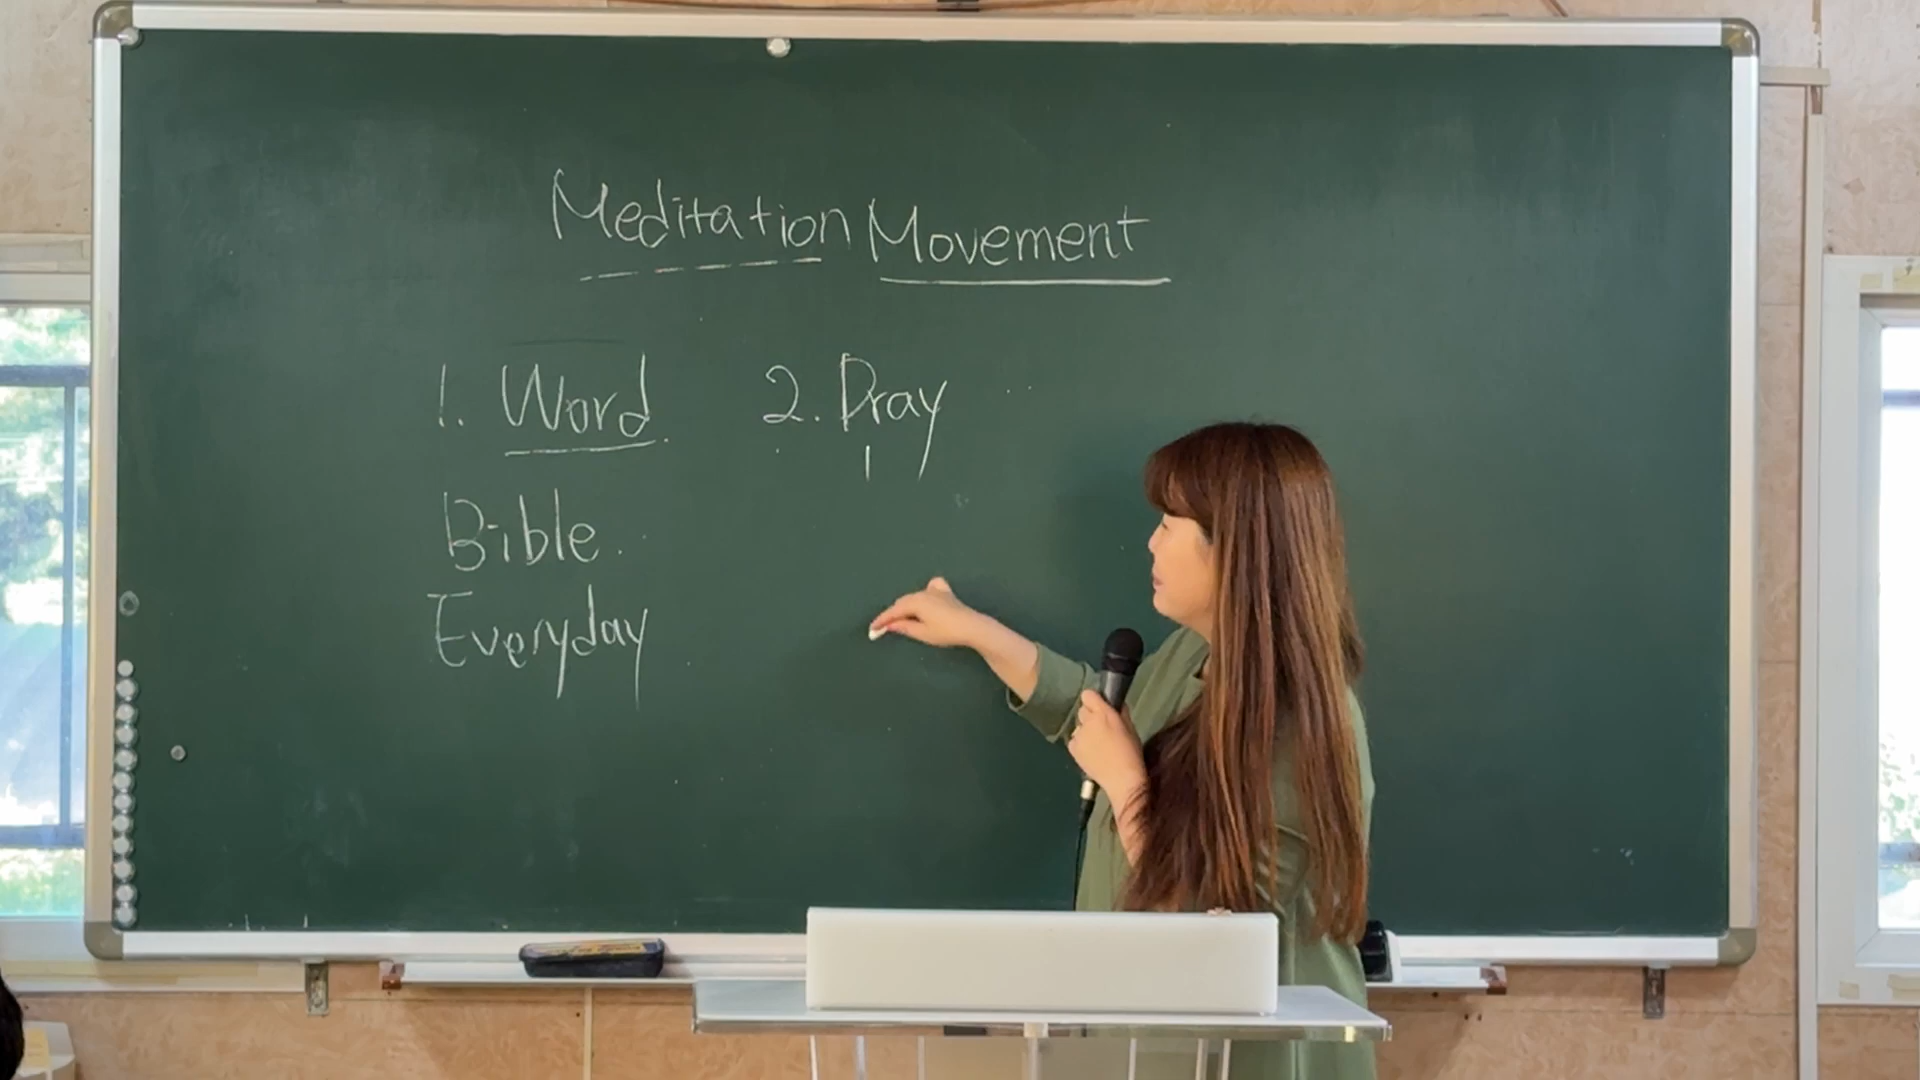 Meditation Movement
1. Word
2. Pray
Bible.
Everyday